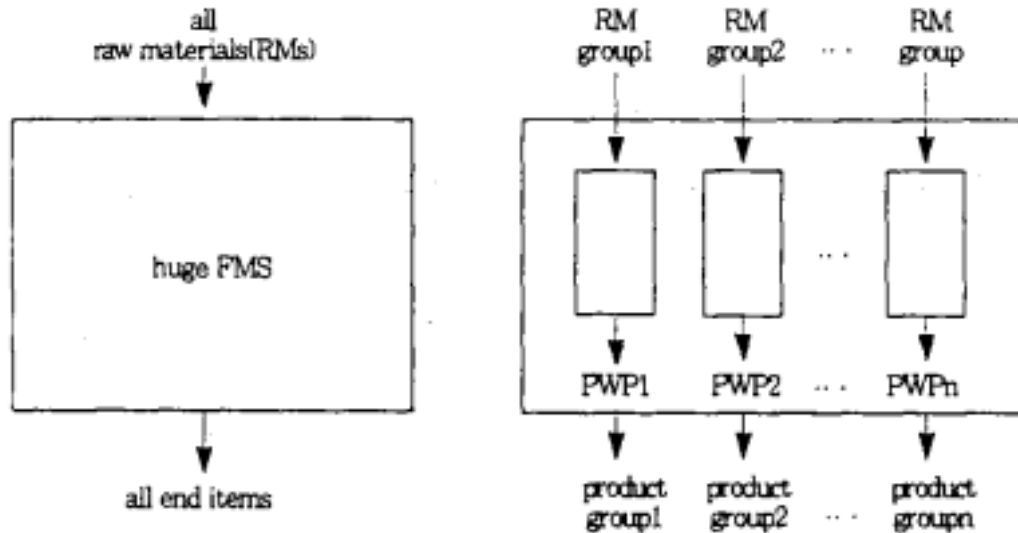 all
raw materials(RMs)
huge FMS
all end items
RM
group1
RM
group2
...
RM
group
...
PWP1
PWP2
...
PWPn
product
group1
product
group2
...
product
groupn